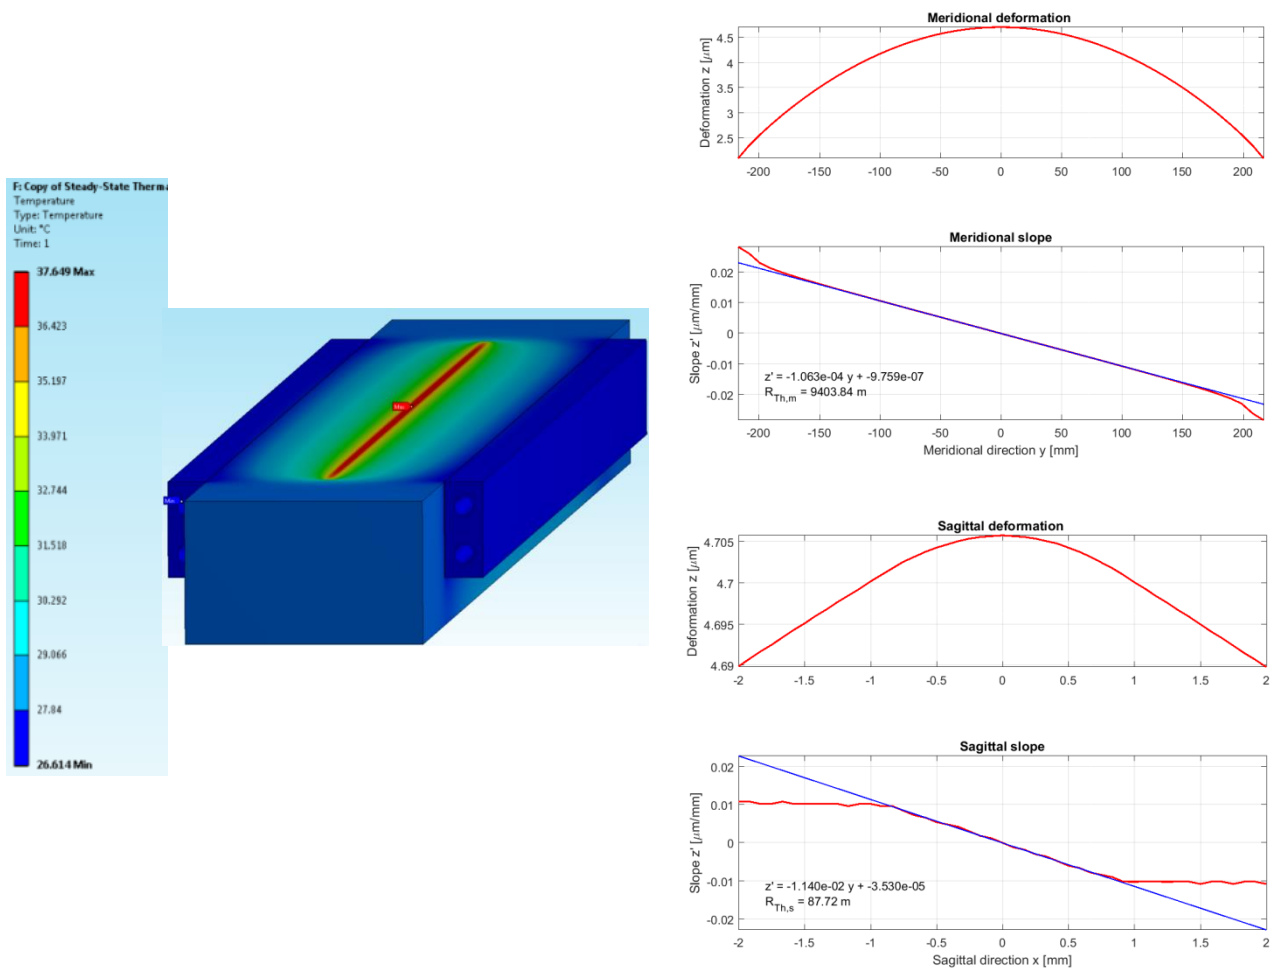 F: Copy of Steady-State Therma
Temperature
Type: Temperature
Unit: °C
Time: 1
37.649 Max
36.423
35.197
33.971
32.744
31.518
30.292
29.066
27.84
26.614 Min
Max
Min
Meridional deformation
Deformation z [μm]
4.5
4
3.5
3
2.5
-200 -150 -100 -50 0 50 100 150 200
Meridional slope
Slope z' [μm/mm]
0.02
0.01
0
-0.01
-0.02
z' = -1.063e-04 y + -9.759e-07
R_Th,m = 9403.84 m
-200 -150 -100 -50 0 50 100 150 200
Meridional direction y [mm]
Sagittal deformation
Deformation z [μm]
4.705
4.7
4.695
4.69
-2 -1.5 -1 -0.5 0 0.5 1 1.5 2
Sagittal slope
Slope z' [μm/mm]
0.02
0.01
0
-0.01
-0.02
z' = -1.140e-02 y + -3.530e-05
R_Th,s = 87.72 m
-2 -1.5 -1 -0.5 0 0.5 1 1.5 2
Sagittal direction x [mm]